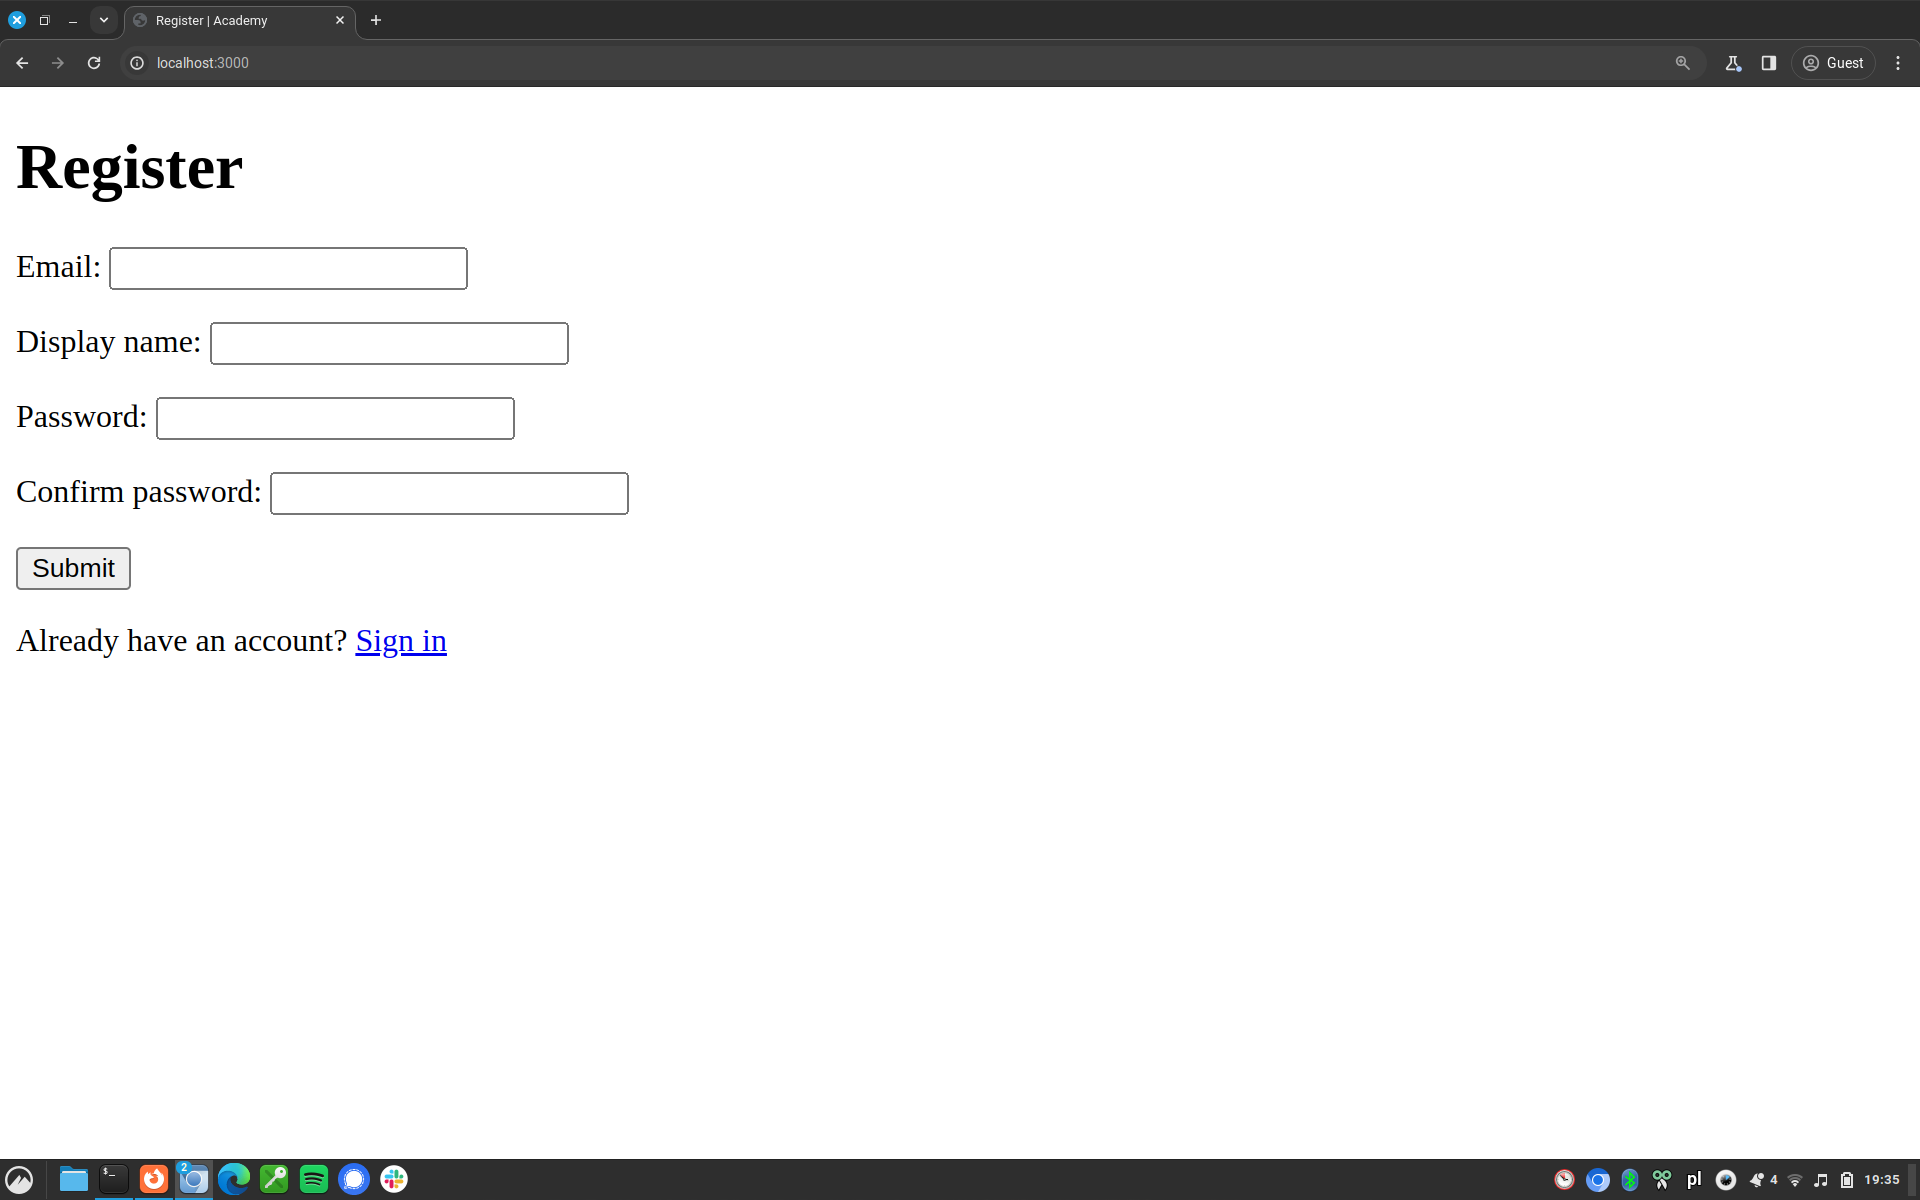 Register | Academy
localhost:3000
Guest
Register
Email:
Display name:
Password:
Confirm password:
Submit
Already have an account? Sign in
$_
2
pl
4
19:35